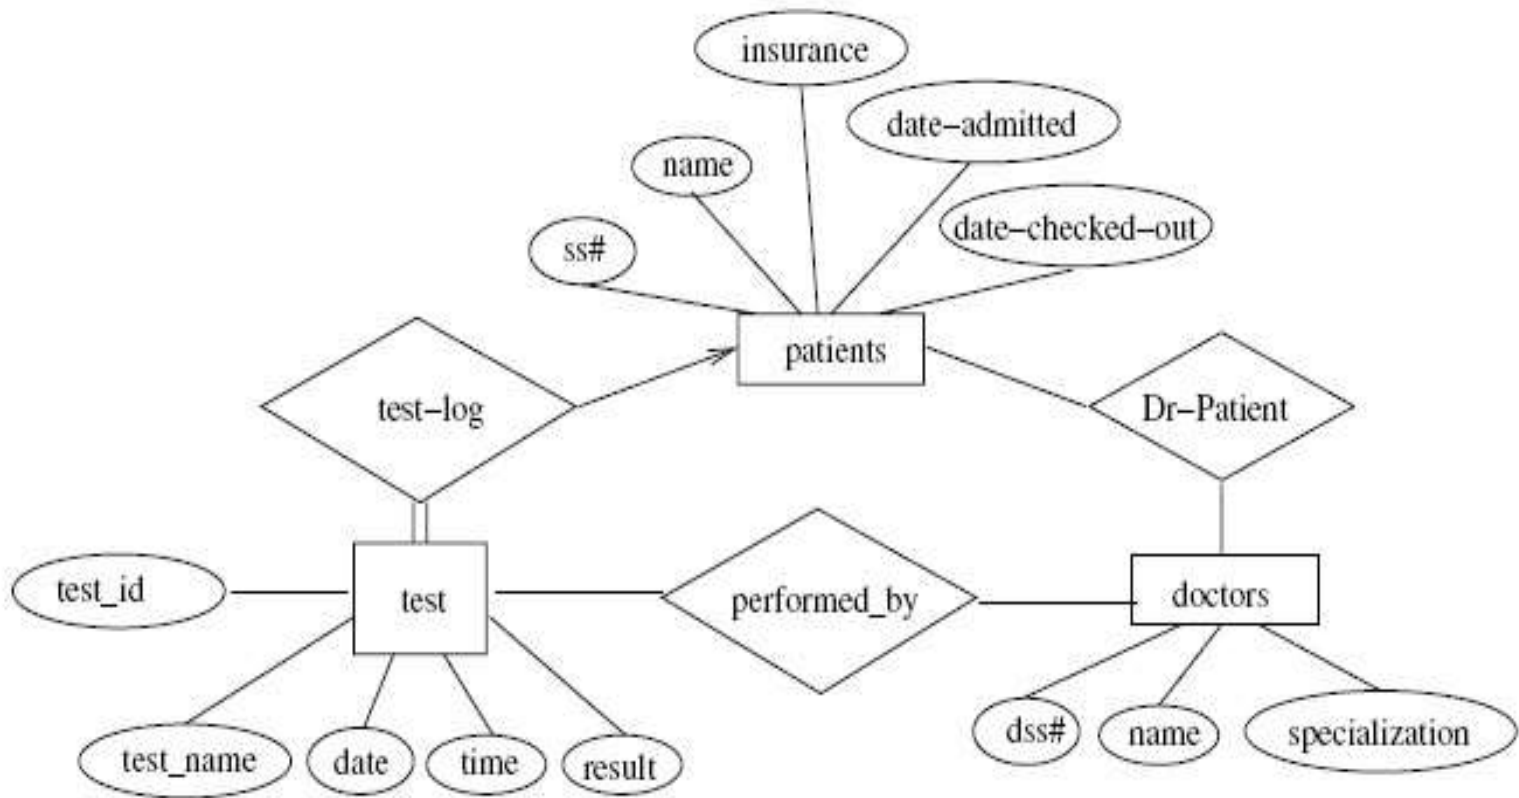 insurance
date-admitted
name
date-checked-out
ss#
patients
test-log
Dr-Patient
test_id
test
performed_by
doctors
test_name
date
time
result
dss#
name
specialization